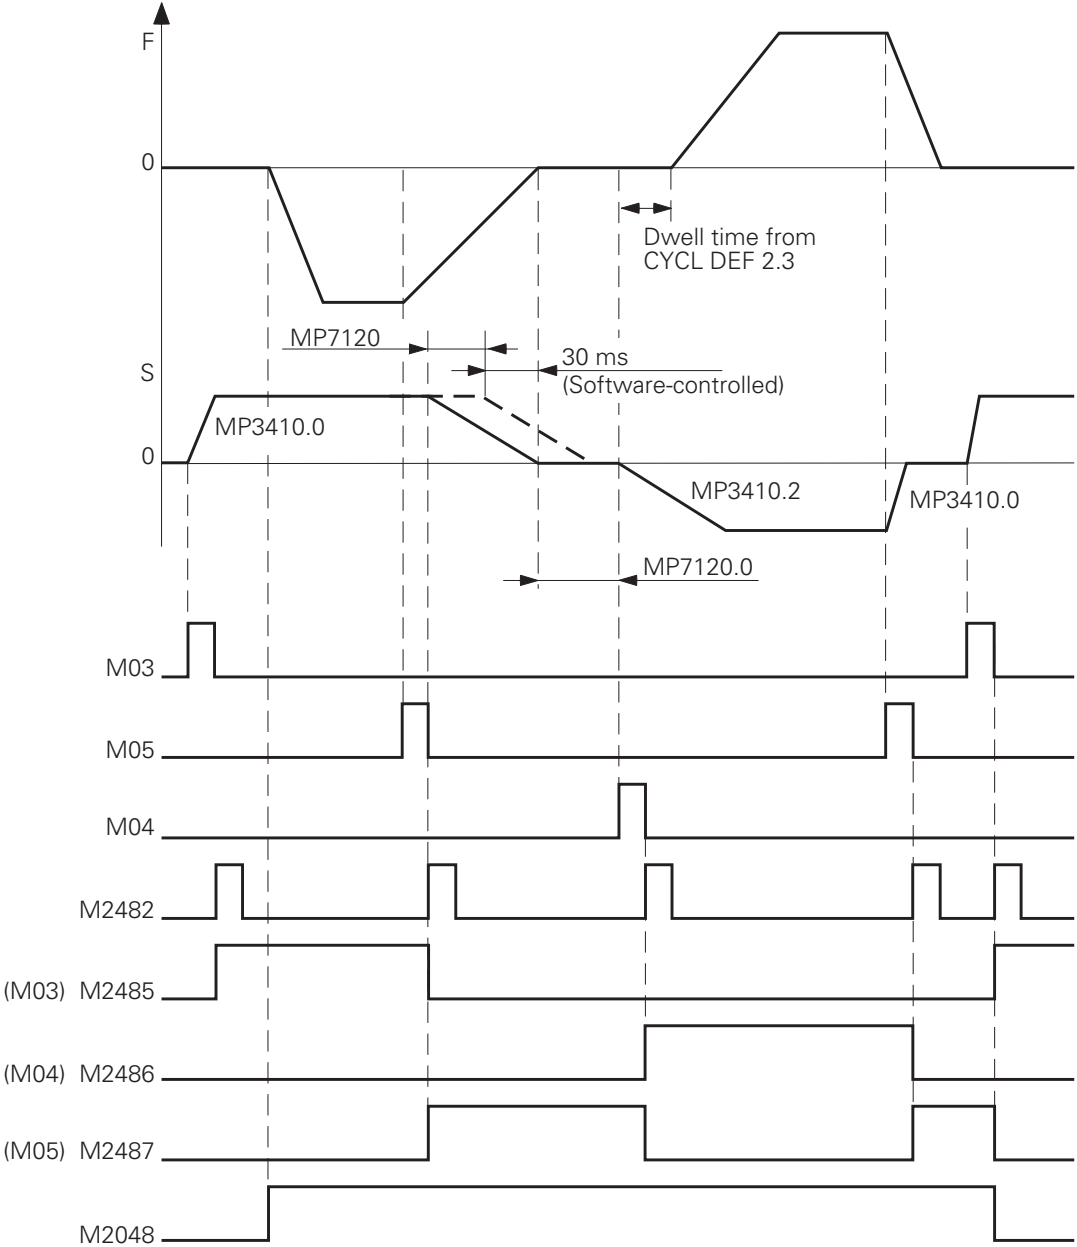 F
0
Dwell time from
CYCL DEF 2.3
MP7120
30 ms
(Software-controlled)
S
MP3410.0
0
MP3410.2
MP3410.0
MP7120.0
M03
M05
M04
M2482
(M03) M2485
(M04) M2486
(M05) M2487
M2048